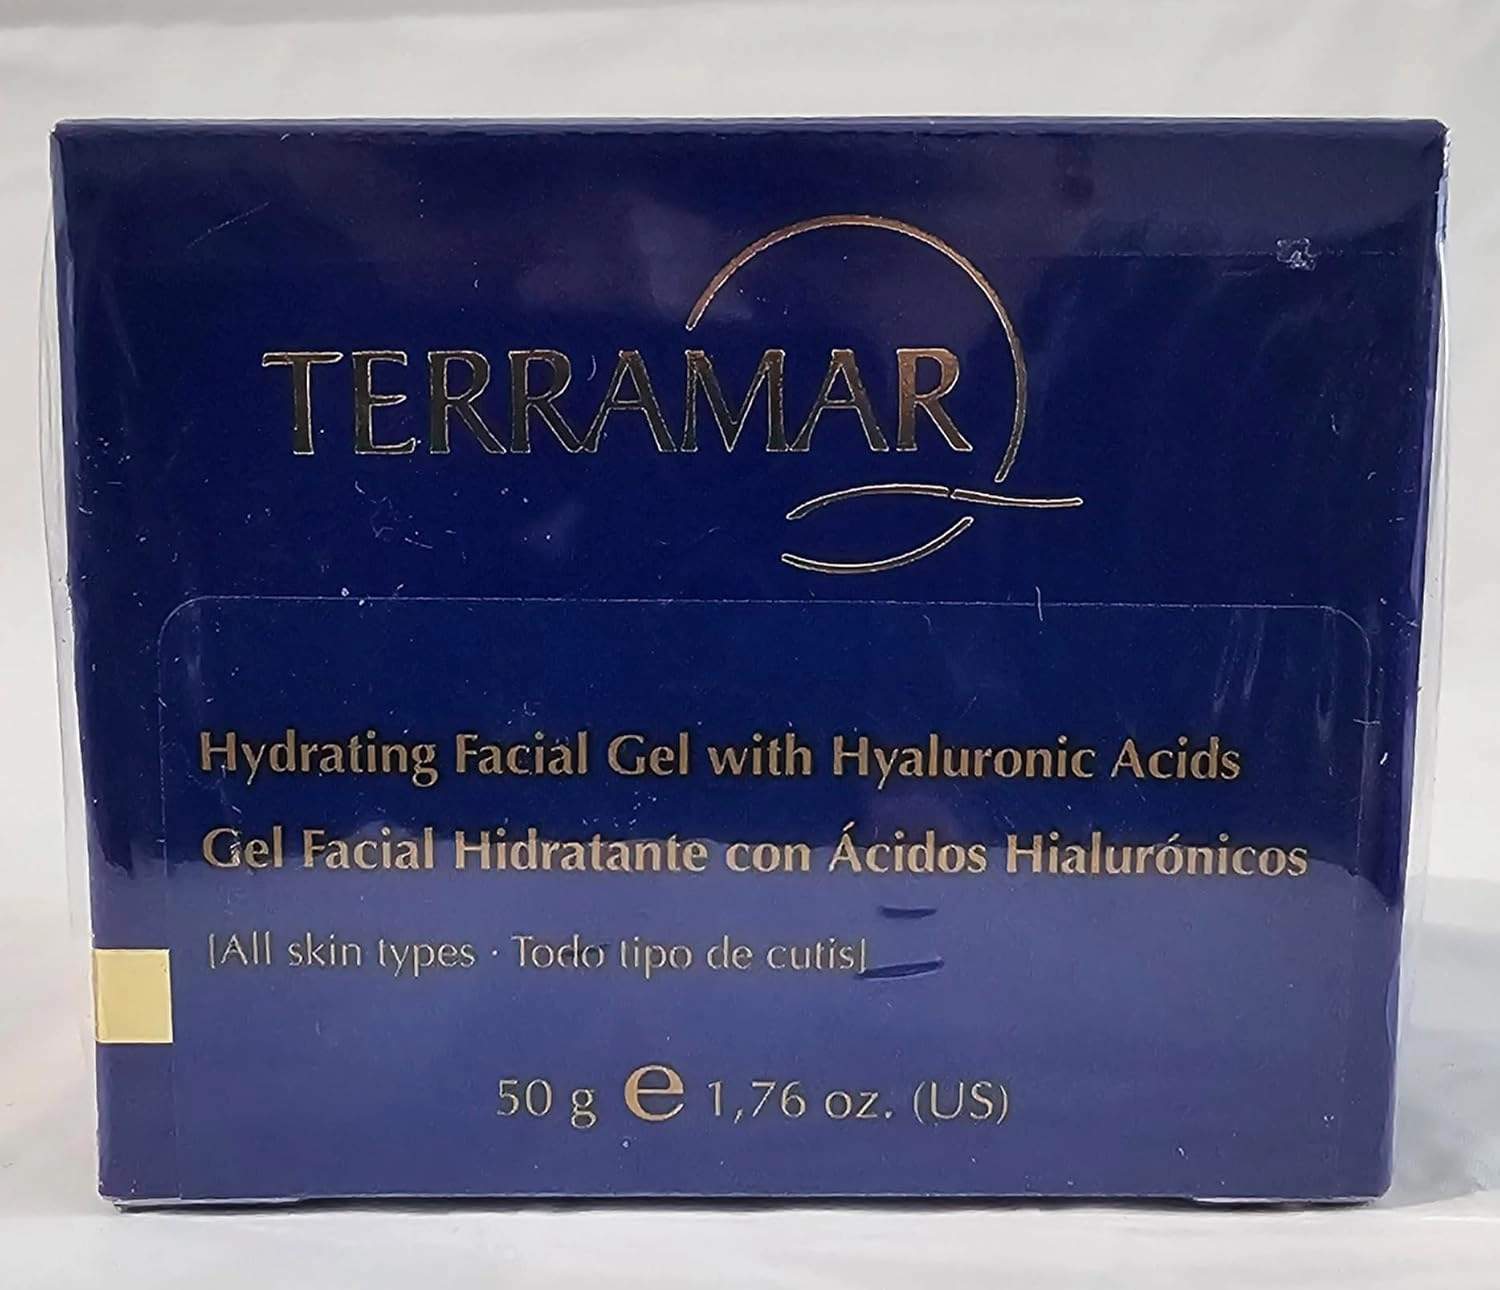 TERRAMAR
Hydrating Facial Gel with Hyaluronic Acids
Gel Facial Hidratante con Ácidos Hialurónicos
[All skin types · Todo tipo de cutis]
50 g e 1,76 oz. (US)